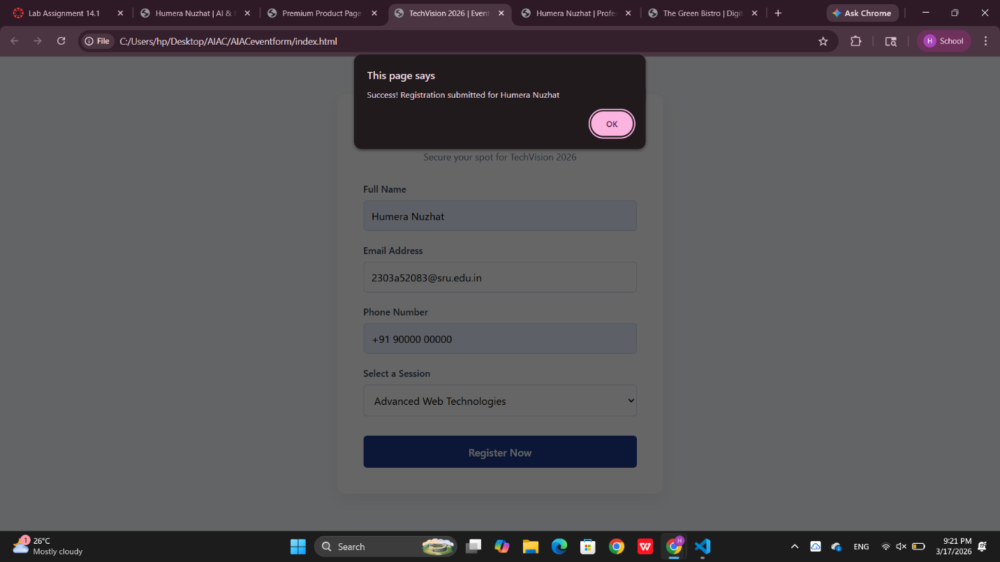 Lab Assignment 14.1
Humera Nuzhat | AI &
Premium Product Page
TechVision 2026 | Event
Humera Nuzhat | Profes
The Green Bistro | Digit
Ask Chrome
File
C:/Users/hp/Desktop/AIAC/AIACeventform/index.html
H
School
This page says
Success! Registration submitted for Humera Nuzhat
OK
Secure your spot for TechVision 2026
Full Name
Humera Nuzhat
Email Address
2303a52083@sru.edu.in
Phone Number
+91 90000 00000
Select a Session
Advanced Web Technologies
Register Now
1
26°C
Mostly cloudy
Search
H
ENG
9:21 PM
3/17/2026